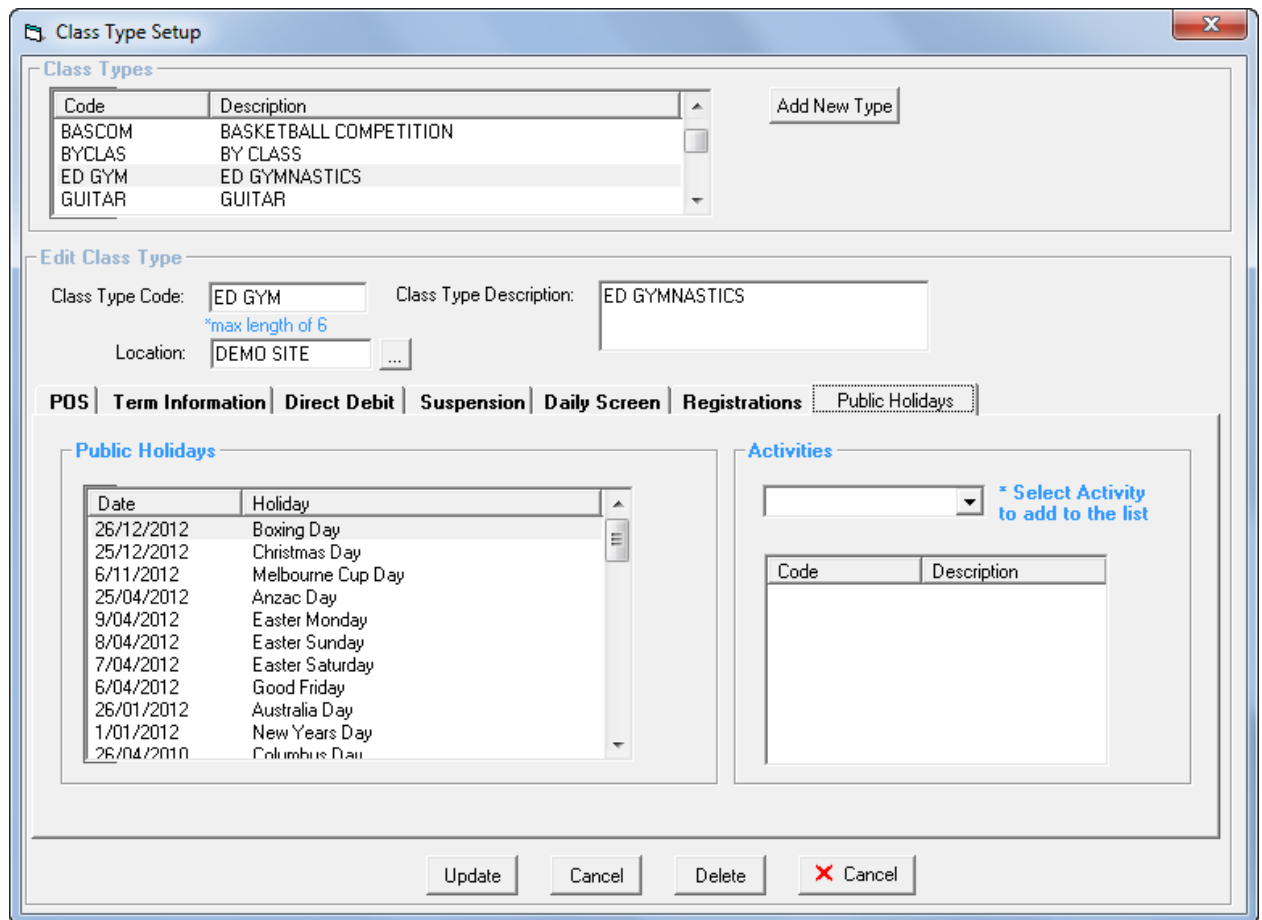 Class Type Setup
Class Types
Code Description
BASCOM BASKETBALL COMPETITION
BYCLAS BY CLASS
ED GYM ED GYMNASTICS
GUITAR GUITAR
Add New Type
Edit Class Type
Class Type Code: ED GYM
*max length of 6
Location: DEMO SITE ...
Class Type Description: ED GYMNASTICS
POS Term Information Direct Debit Suspension Daily Screen Registrations Public Holidays
Public Holidays
Date Holiday
26/12/2012 Boxing Day
25/12/2012 Christmas Day
6/11/2012 Melbourne Cup Day
25/04/2012 Anzac Day
9/04/2012 Easter Monday
8/04/2012 Easter Sunday
7/04/2012 Easter Saturday
6/04/2012 Good Friday
26/01/2012 Australia Day
1/01/2012 New Years Day
26/04/2010 Columbus Day
Activities
* Select Activity
to add to the list
Code Description
Update Cancel Delete Cancel